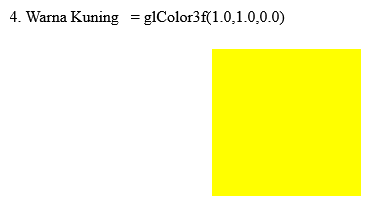 4. Warna Kuning = glColor3f(1.0,1.0,0.0)